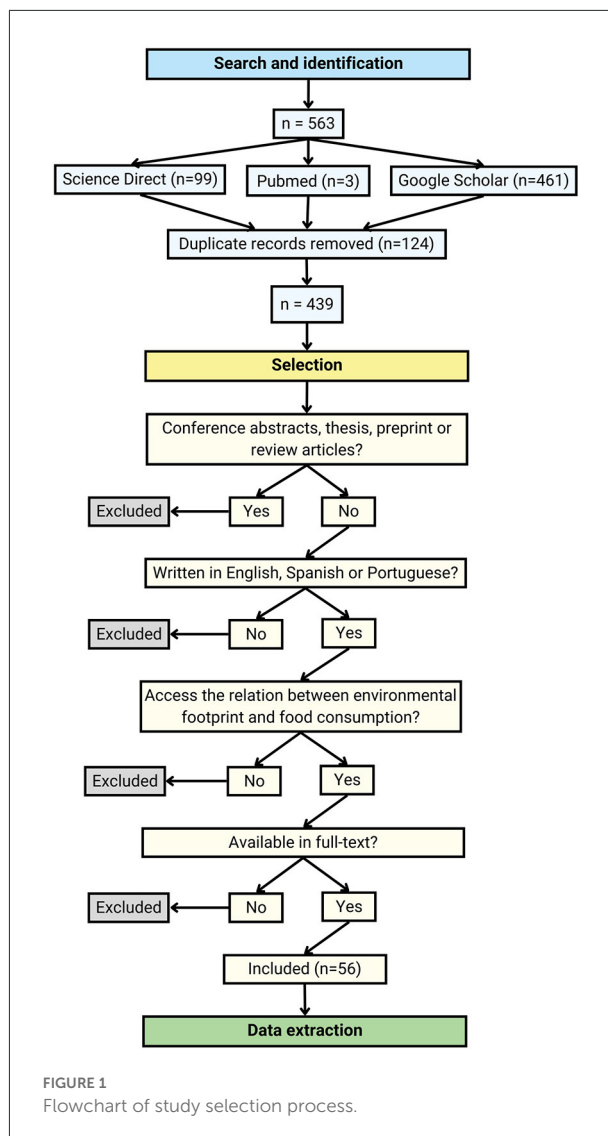 Search and identification
n = 563
Science Direct (n=99)
Pubmed (n=3)
Google Scholar (n=461)
Duplicate records removed (n=124)
n = 439
Selection
Conference abstracts, thesis, preprint or
review articles?
Excluded
Yes
No
Written in English, Spanish or Portuguese?
Excluded
No
Yes
Access the relation between environmental
footprint and food consumption?
Excluded
No
Yes
Available in full-text?
Excluded
No
Yes
Included (n=56)
Data extraction
FIGURE 1
Flowchart of study selection process.